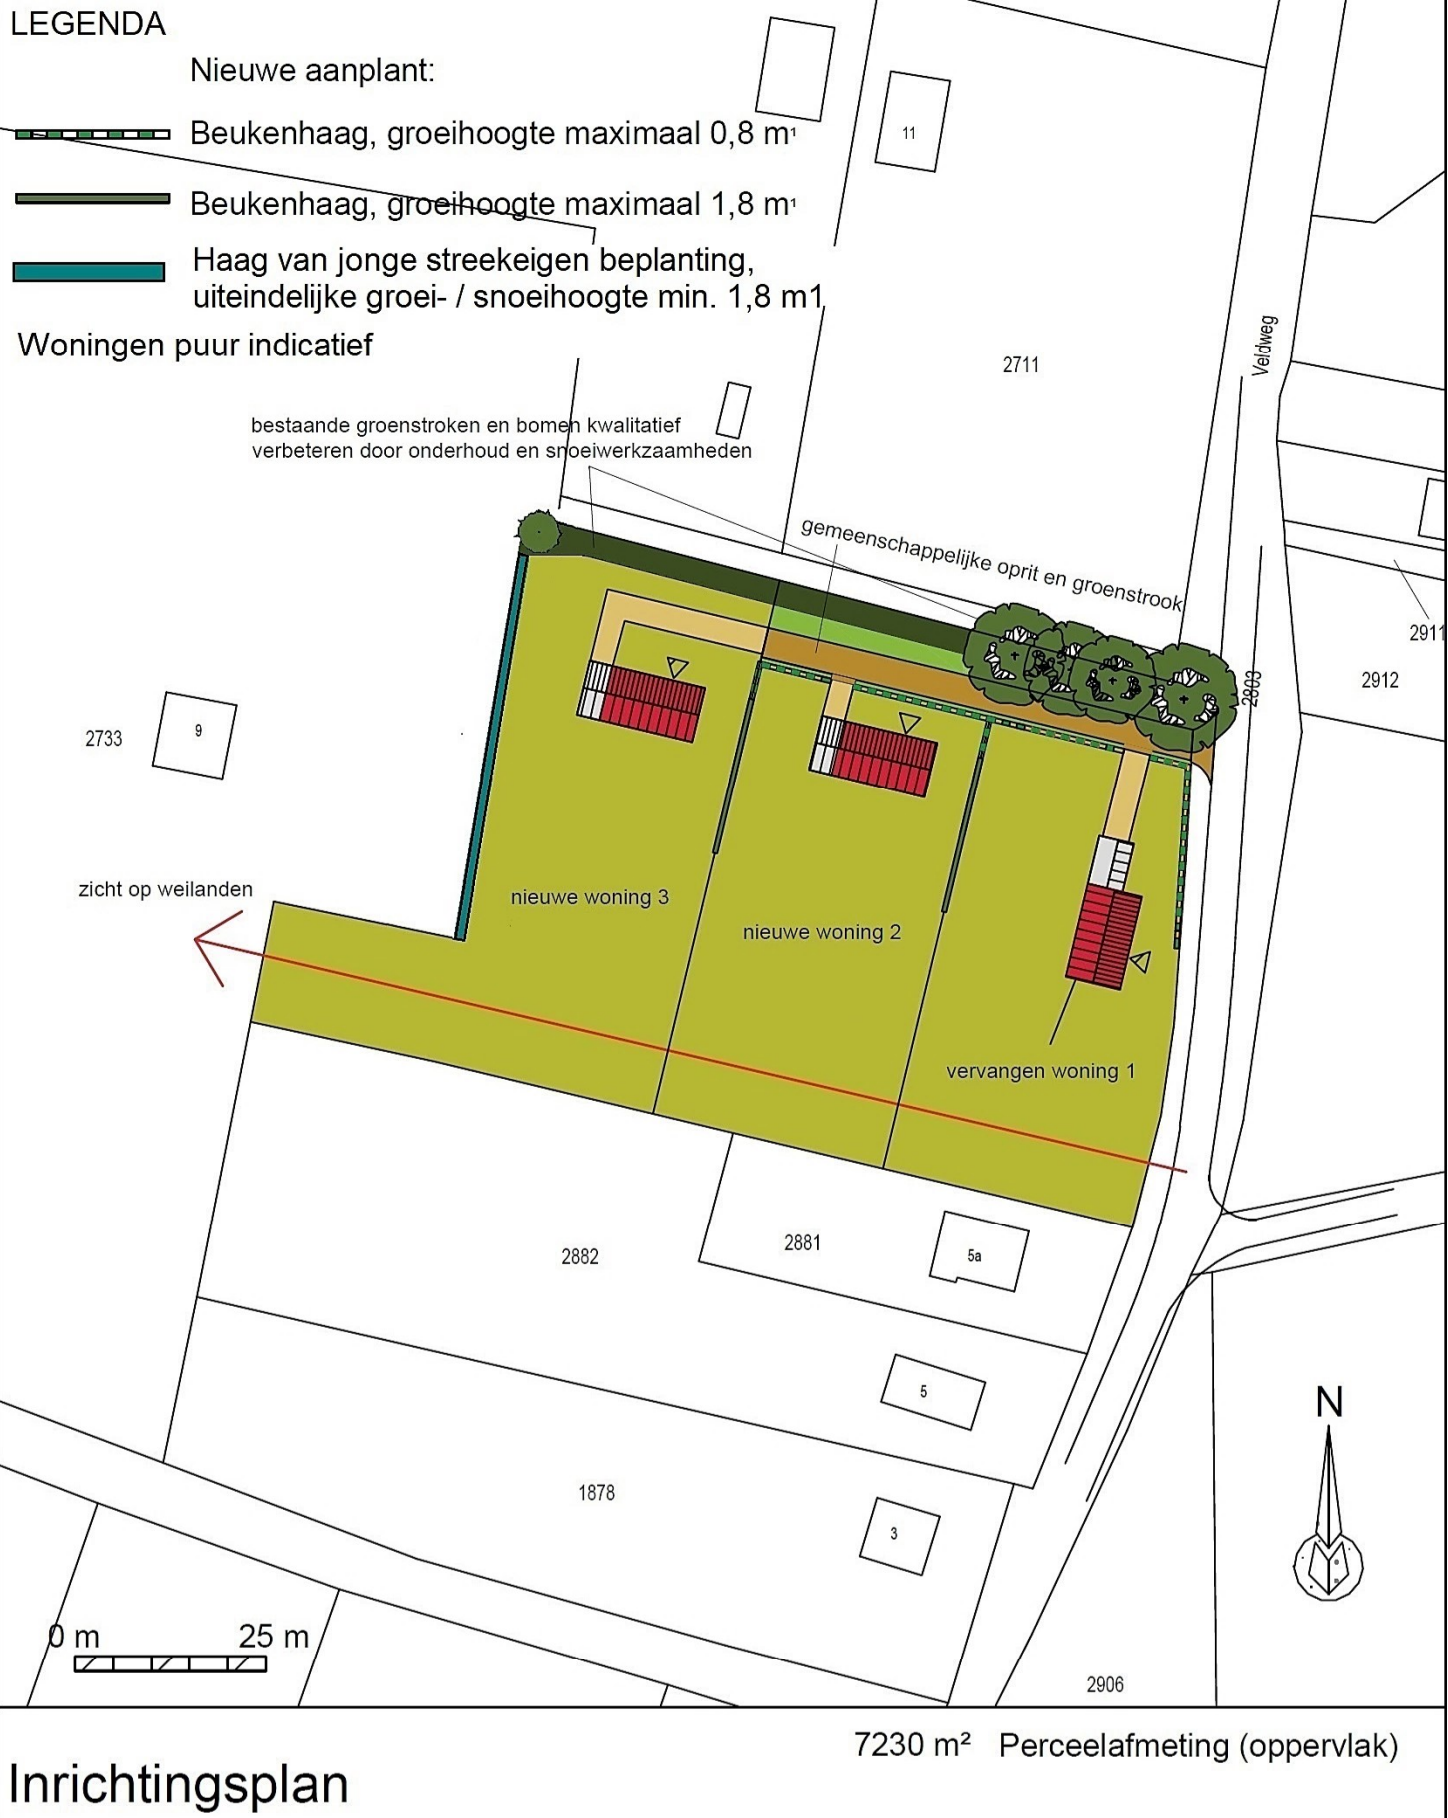 LEGENDA
Nieuwe aanplant:
Beukenhaag, groeihoogte maximaal 0,8 m¹
Beukenhaag, groeihoogte maximaal 1,8 m¹
Haag van jonge streekeigen beplanting,
uiteindelijke groei- / snoeihoogte min. 1,8 m1
Woningen puur indicatief
11
2711
Veldweg
bestaande groenstroken en bomen kwalitatief
verbeteren door onderhoud en snoeiwerkzaamheden
gemeenschappelijke oprit en groenstrook
2911
2912
2803
2733
9
zicht op weilanden
nieuwe woning 3
nieuwe woning 2
vervangen woning 1
2882
2881
5a
5
N
1878
3
0 m
25 m
2906
7230 m² Perceelafmeting (oppervlak)
Inrichtingsplan